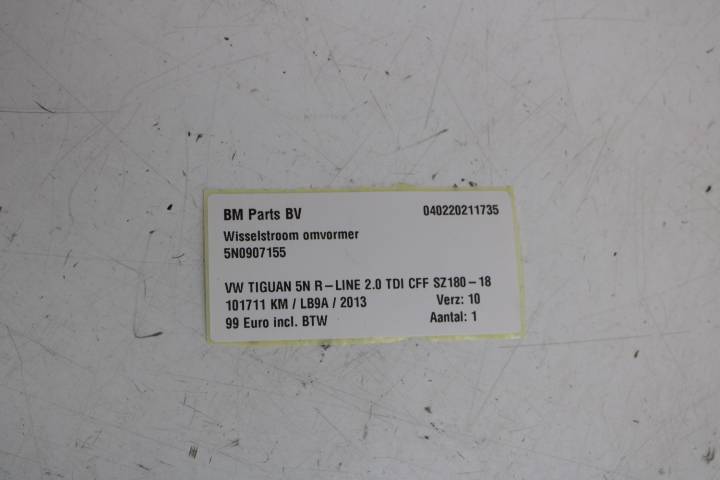 BM Parts BV 040220211735
Wisselstroom omvormer
5N0907155
VW TIGUAN 5N R-LINE 2.0 TDI CFF SZ180-18
101711 KM / LB9A / 2013 Verz: 10
99 Euro incl. BTW Aantal: 1